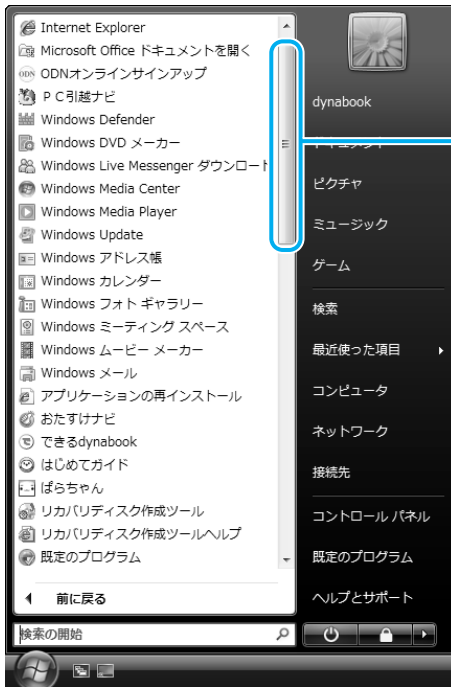 Internet Explorer
Microsoft Office ドキュメントを開く
ODN ODNオンラインサインアップ
ＰＣ引越ナビ
Windows Defender
Windows DVD メーカー
Windows Live Messenger ダウンロート
Windows Media Center
Windows Media Player
Windows Update
Windows アドレス帳
Windows カレンダー
Windows フォト ギャラリー
Windows ミーティング スペース
Windows ムービー メーカー
Windows メール
アプリケーションの再インストール
おたすけナビ
できるdynabook
はじめてガイド
ぱらちゃん
リカバリディスク作成ツール
リカバリディスク作成ツールヘルプ
既定のプログラム
前に戻る
検索の開始
dynabook
ピクチャ
ミュージック
ゲーム
検索
最近使った項目
コンピュータ
ネットワーク
接続先
コントロール パネル
既定のプログラム
ヘルプとサポート